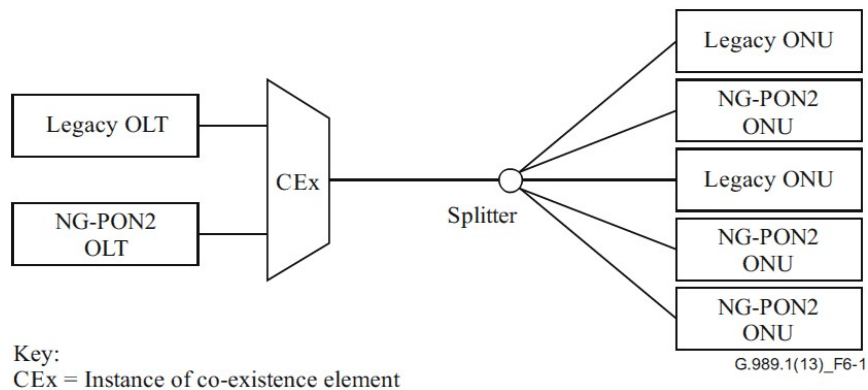 Legacy OLT
NG-PON2
OLT
CEx
Splitter
Legacy ONU
NG-PON2
ONU
Legacy ONU
NG-PON2
ONU
NG-PON2
ONU
Key:
CEx = Instance of co-existence element
G.989.1(13)_F6-1